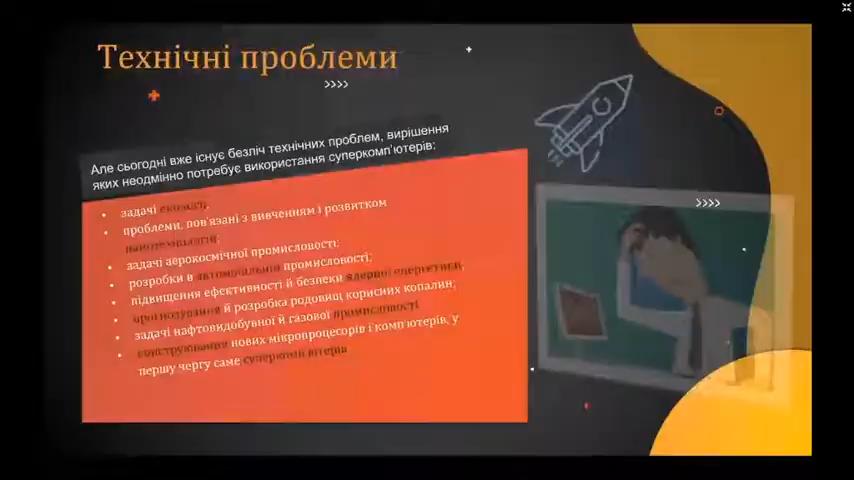 Технічні проблеми
>>>>
Але сьогодні вже існує безліч технічних проблем, вирішення
яких неодмінно потребує використання суперкомп'ютерів:
• задачі екології;
• проблеми, пов'язані з вивченням і розвитком
нанотехнологій;
• задачі аерокосмічної промисловості;
• розробки в автомобільній промисловості;
• підвищення ефективності й безпеки ядерної енергетики,
• прогнозування й розробка родовищ корисних копалин;
• задачі нафтовидобувної й газової промисловості
• конструювання нових мікропроцесорів і комп'ютерів, у
першу чергу саме суперкомп'ютерів
>>>>